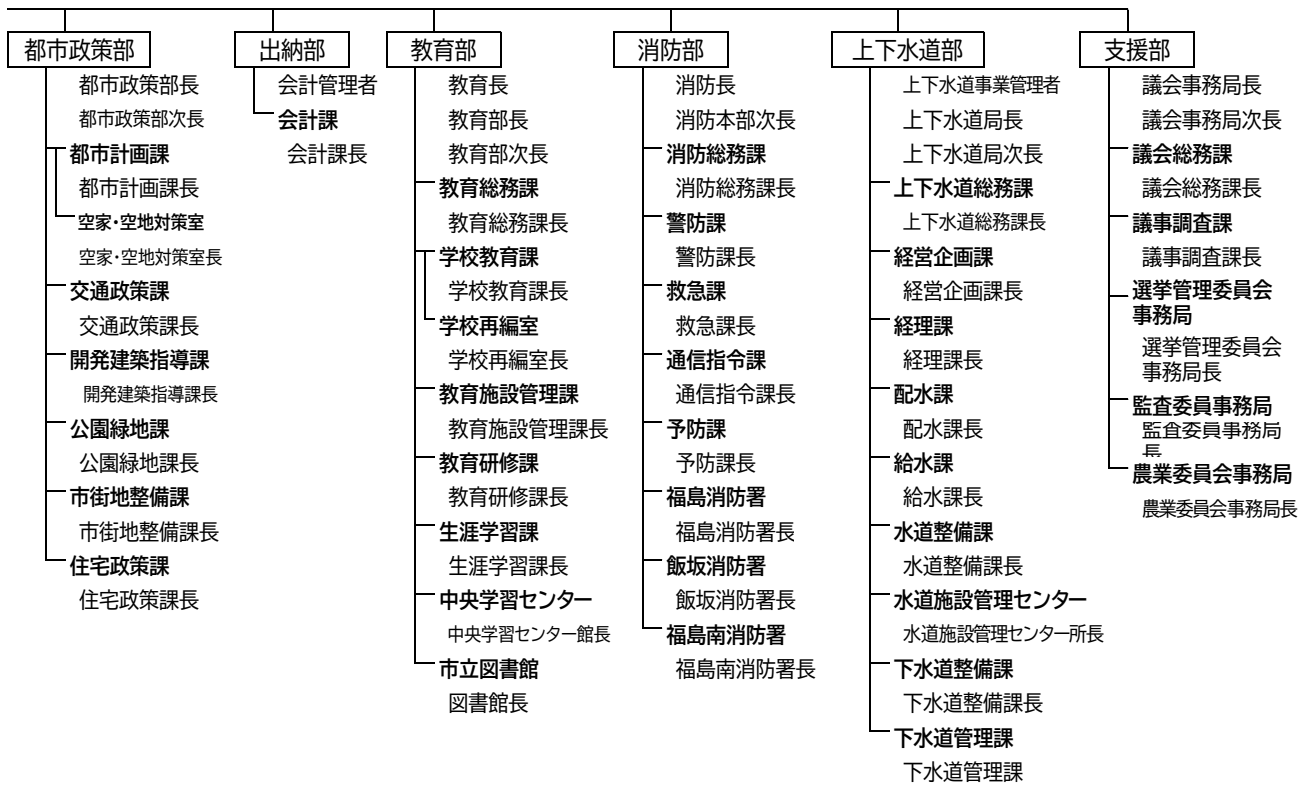 都市政策部
都市政策部長
都市政策部次長
都市計画課
都市計画課長
空家・空地対策室
空家・空地対策室長
交通政策課
交通政策課長
開発建築指導課
開発建築指導課長
公園緑地課
公園緑地課長
市街地整備課
市街地整備課長
住宅政策課
住宅政策課長
出納部
会計管理者
会計課
会計課長
教育部
教育長
教育部長
教育部次長
教育総務課
教育総務課長
学校教育課
学校教育課長
学校再編室
学校再編室長
教育施設管理課
教育施設管理課長
教育研修課
教育研修課長
生涯学習課
生涯学習課長
中央学習センター
中央学習センター館長
市立図書館
図書館長
消防部
消防長
消防本部次長
消防総務課
消防総務課長
警防課
警防課長
救急課
救急課長
通信指令課
通信指令課長
予防課
予防課長
福島消防署
福島消防署長
飯坂消防署
飯坂消防署長
福島南消防署
福島南消防署長
上下水道部
上下水道事業管理者
上下水道局長
上下水道局次長
上下水道総務課
上下水道総務課長
経営企画課
経営企画課長
経理課
経理課長
配水課
配水課長
給水課
給水課長
水道整備課
水道整備課長
水道施設管理センター
水道施設管理センター所長
下水道整備課
下水道整備課長
下水道管理課
下水道管理課
支援部
議会事務局長
議会事務局次長
議会総務課
議会総務課長
議事調査課
議事調査課長
選挙管理委員会
事務局
選挙管理委員会
事務局長
監査委員事務局
監査委員事務局
長
農業委員会事務局
農業委員会事務局長